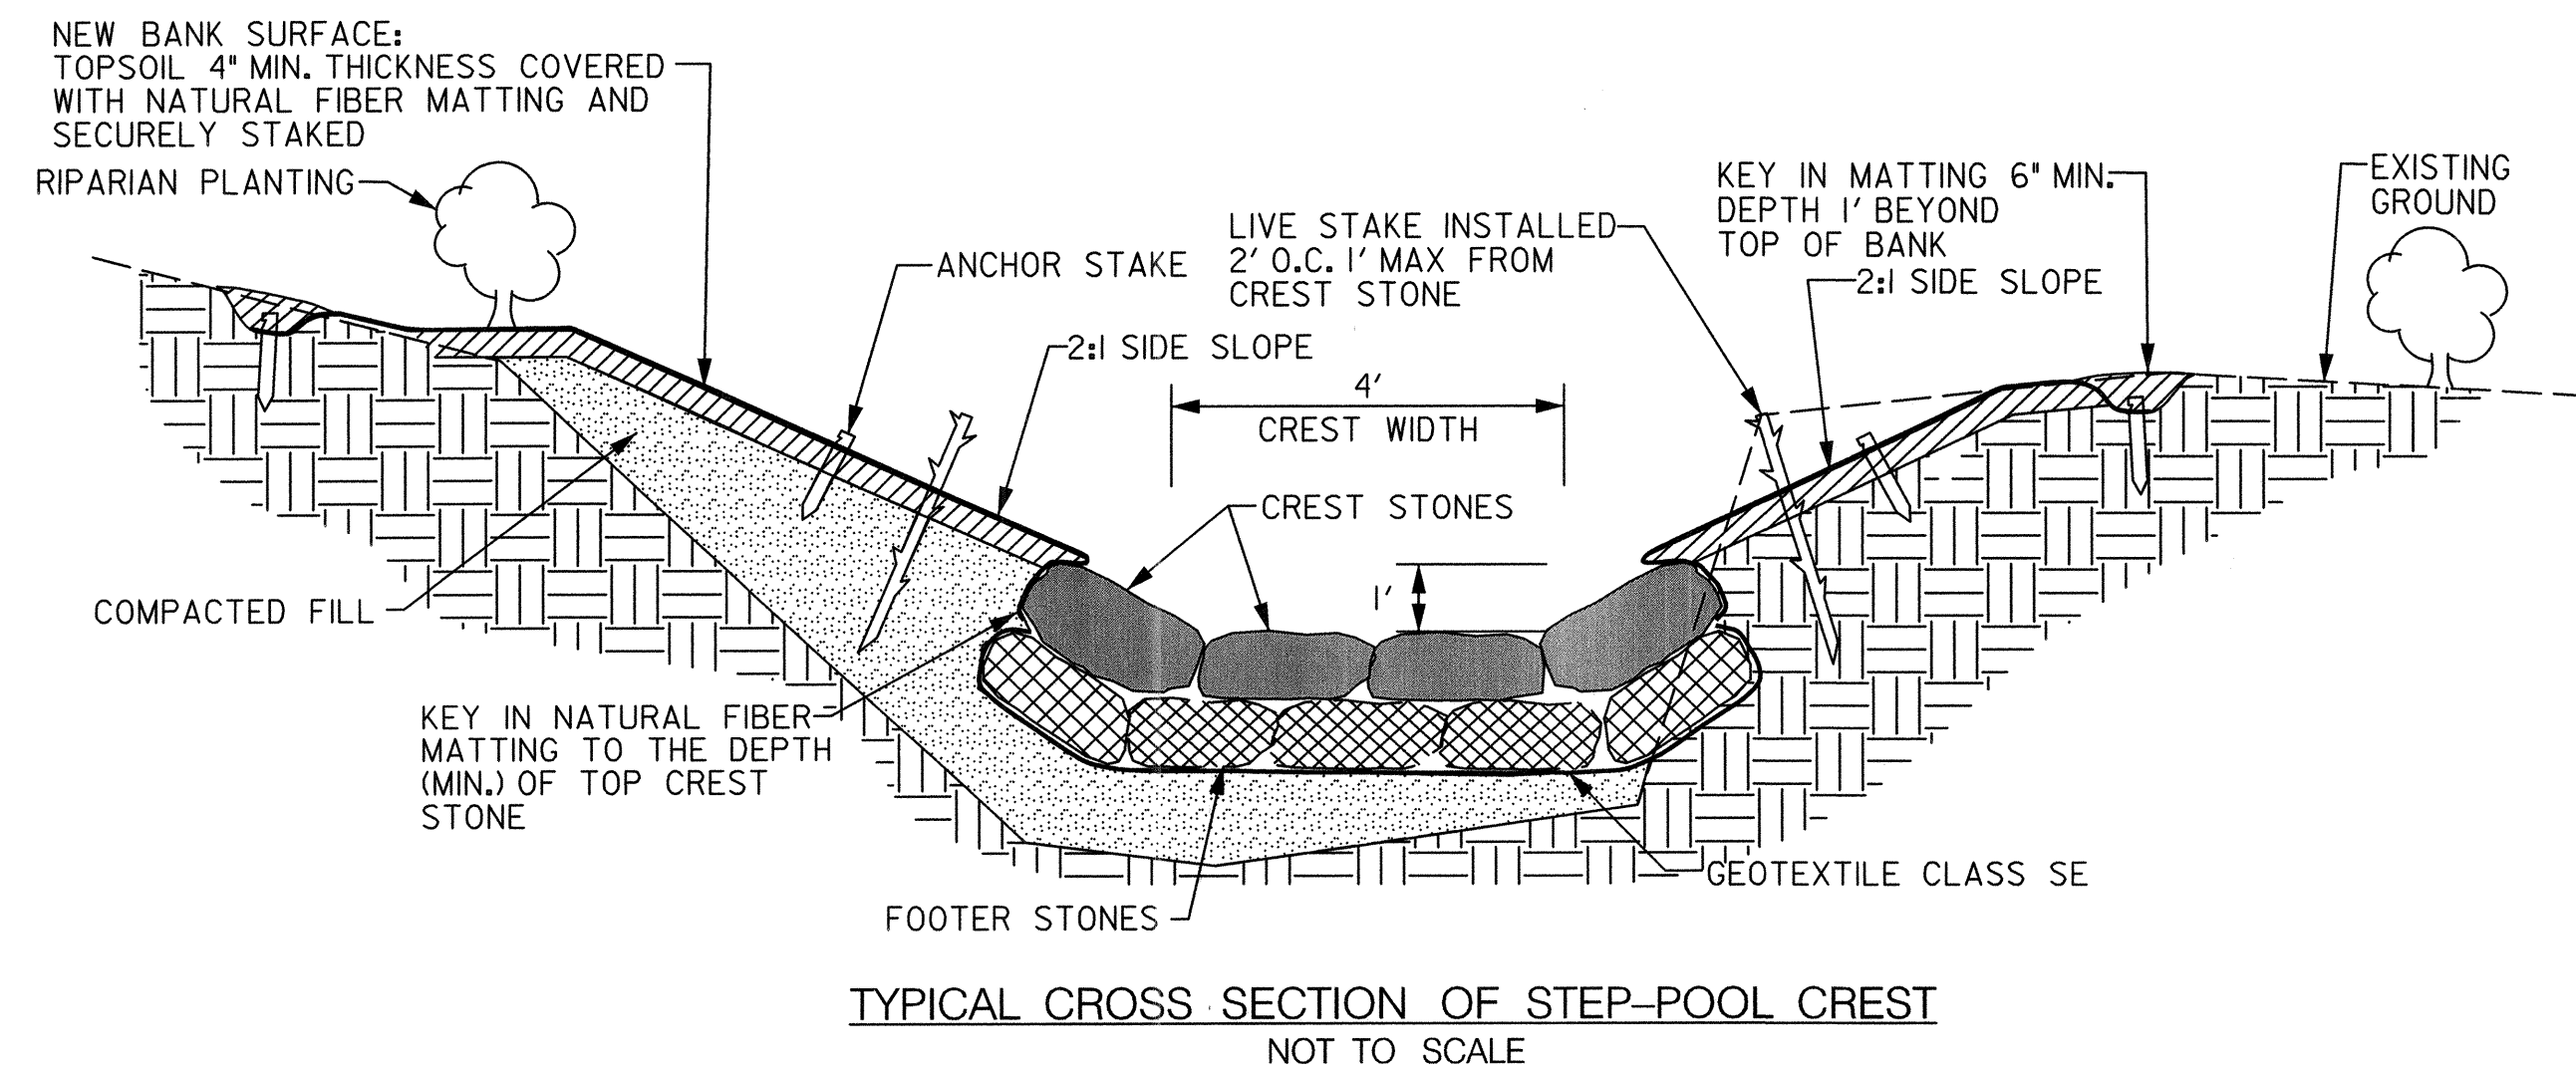 NEW BANK SURFACE:
TOPSOIL 4" MIN. THICKNESS COVERED
WITH NATURAL FIBER MATTING AND
SECURELY STAKED
RIPARIAN PLANTING
ANCHOR STAKE
2:1 SIDE SLOPE
LIVE STAKE INSTALLED
2' O.C. 1' MAX FROM
CREST STONE
4'
CREST WIDTH
CREST STONES
1'
KEY IN MATTING 6" MIN.
DEPTH 1' BEYOND
TOP OF BANK
2:1 SIDE SLOPE
EXISTING
GROUND
COMPACTED FILL
KEY IN NATURAL FIBER
MATTING TO THE DEPTH
(MIN.) OF TOP CREST
STONE
FOOTER STONES
GEOTEXTILE CLASS SE
TYPICAL CROSS SECTION OF STEP-POOL CREST
NOT TO SCALE